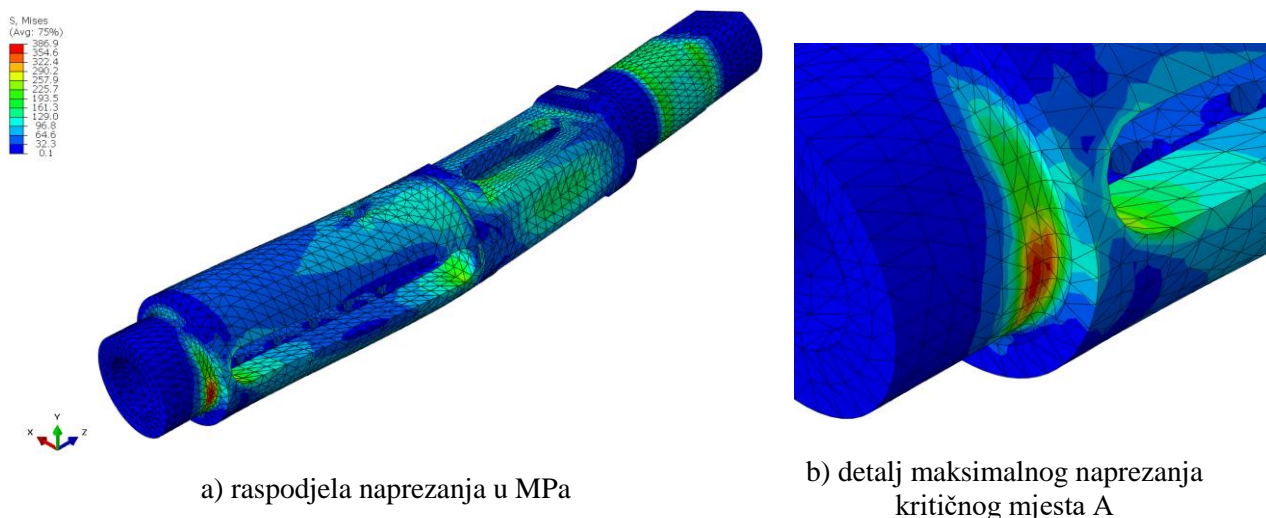 S, Mises
(Avg: 75%)
386.9
354.6
322.4
290.2
257.9
225.7
193.5
161.3
129.0
96.8
64.6
32.3
0.1
Y
X
Z
a) raspodjela naprezanja u MPa
b) detalj maksimalnog naprezanja
kritičnog mjesta A